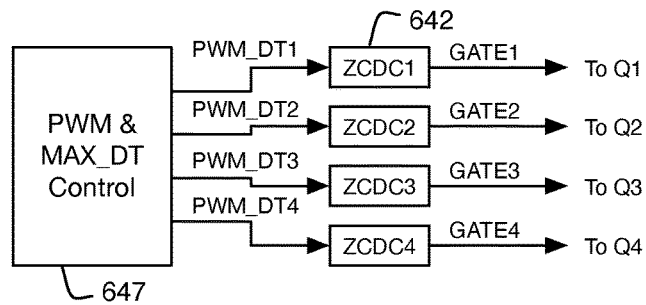 642
PWM_DT1
ZCDC1
GATE1
To Q1
PWM &
MAX_DT
Control
PWM_DT2
ZCDC2
GATE2
To Q2
PWM_DT3
ZCDC3
GATE3
To Q3
PWM_DT4
ZCDC4
GATE4
To Q4
647